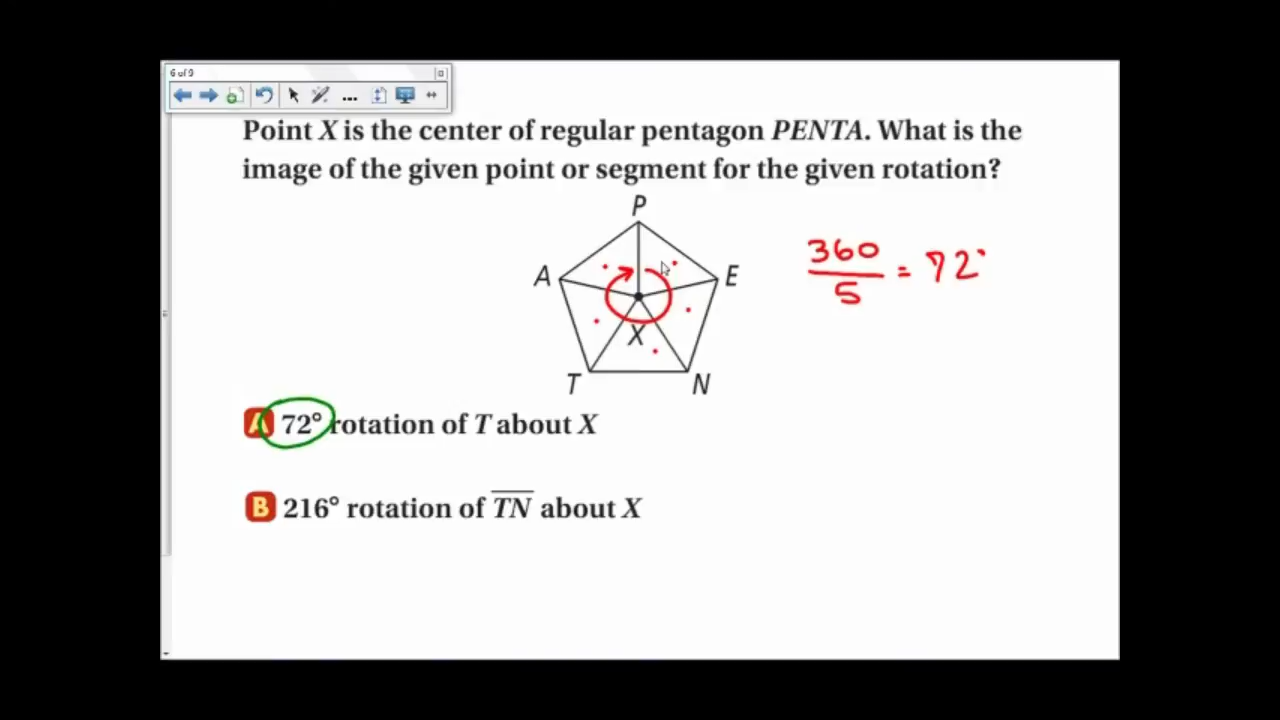 6 of 9
Point X is the center of regular pentagon PENTA. What is the
image of the given point or segment for the given rotation?
P
A
E
X
T
N
360
5
= 72°
A 72° rotation of T about X
B 216° rotation of TN about X